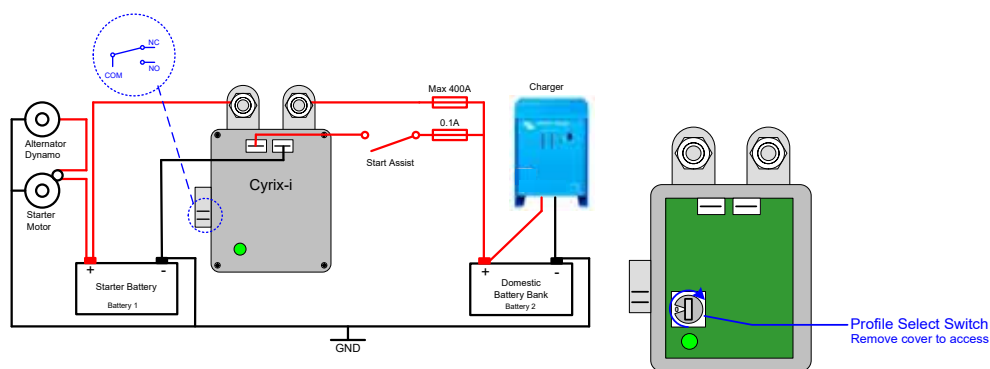 NC
COM
NO
Max 400A
Charger
0.1A
Alternator
Dynamo
Start Assist
Cyrix-i
Starter
Motor
+
-
Starter Battery
Battery 1
+
-
Domestic
Battery Bank
Battery 2
GND
Profile Select Switch
Remove cover to access